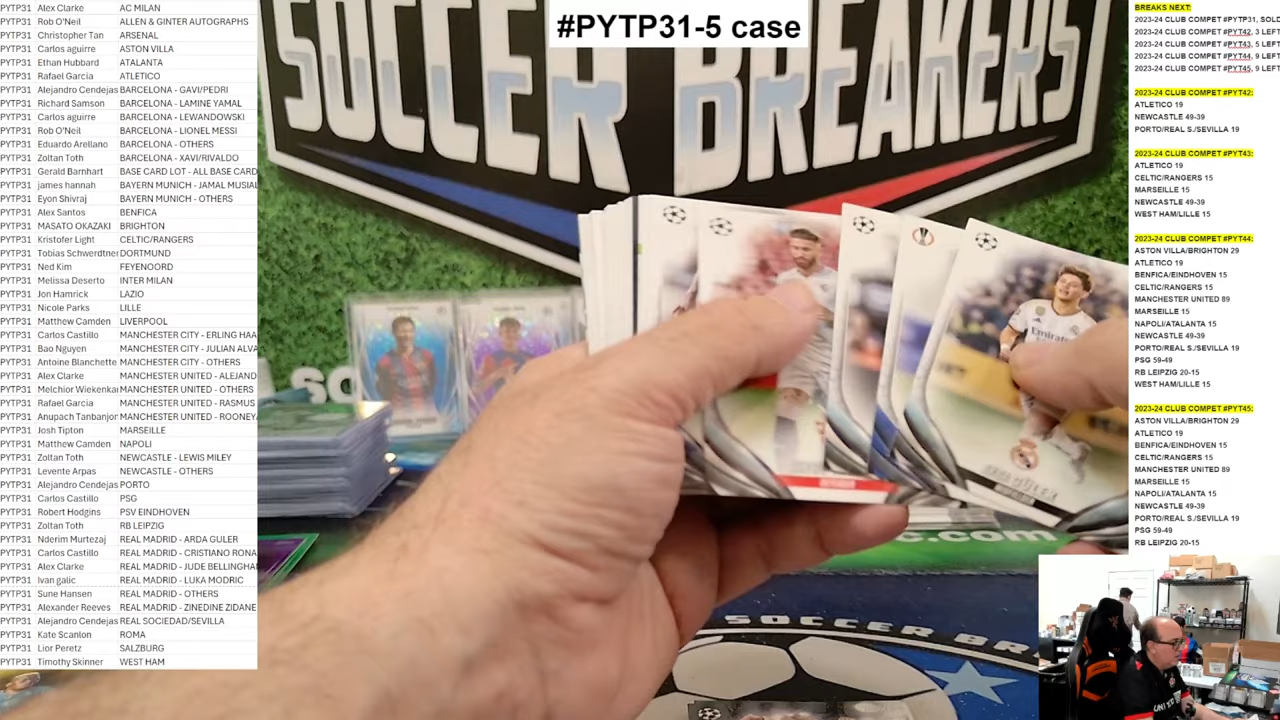 #PYTP31-5 case
SOCCER BREAKERS
PYTP31 Alex Clarke AC MILAN
PYTP31 Rob O'Neil ALLEN & GINTER AUTOGRAPHS
PYTP31 Christopher Tan ARSENAL
PYTP31 Carlos aguirre ASTON VILLA
PYTP31 Ethan Hubbard ATALANTA
PYTP31 Rafael Garcia ATLETICO
PYTP31 Alejandro Cendejas BARCELONA - GAVI/PEDRI
PYTP31 Richard Samson BARCELONA - LAMINE YAMAL
PYTP31 Carlos aguirre BARCELONA - LEWANDOWSKI
PYTP31 Rob O'Neil BARCELONA - LIONEL MESSI
PYTP31 Eduardo Arellano BARCELONA - OTHERS
PYTP31 Zoltan Toth BARCELONA - XAVI/RIVALDO
PYTP31 Gerald Barnhart BASE CARD LOT - ALL BASE CARD
PYTP31 james hannah BAYERN MUNICH - JAMAL MUSIAL
PYTP31 Eyon Shivraj BAYERN MUNICH - OTHERS
PYTP31 Alex Santos BENFICA
PYTP31 MASATO OKAZAKI BRIGHTON
PYTP31 Kristofer Light CELTIC/RANGERS
PYTP31 Tobias Schwerdtner DORTMUND
PYTP31 Ned Kim FEYENOORD
PYTP31 Melissa Deserto INTER MILAN
PYTP31 Jon Hamrick LAZIO
PYTP31 Nicole Parks LILLE
PYTP31 Matthew Camden LIVERPOOL
PYTP31 Carlos Castillo MANCHESTER CITY - ERLING HAA
PYTP31 Bao Nguyen MANCHESTER CITY - JULIAN ALVA
PYTP31 Antoine Blanchette MANCHESTER CITY - OTHERS
PYTP31 Alex Clarke MANCHESTER UNITED - ALEJAND
PYTP31 Melchior Wiekenka MANCHESTER UNITED - OTHERS
PYTP31 Rafael Garcia MANCHESTER UNITED - RASMUS
PYTP31 Anupach Tanbanjor MANCHESTER UNITED - ROONEY
PYTP31 Josh Tipton MARSEILLE
PYTP31 Matthew Camden NAPOLI
PYTP31 Zoltan Toth NEWCASTLE - LEWIS MILEY
PYTP31 Levente Arpas NEWCASTLE - OTHERS
PYTP31 Alejandro Cendejas PORTO
PYTP31 Carlos Castillo PSG
PYTP31 Robert Hodgins PSV EINDHOVEN
PYTP31 Zoltan Toth RB LEIPZIG
PYTP31 Nderim Murtezaj REAL MADRID - ARDA GULER
PYTP31 Carlos Castillo REAL MADRID - CRISTIANO RONA
PYTP31 Alex Clarke REAL MADRID - JUDE BELLINGHA
PYTP31 Ivan galic REAL MADRID - LUKA MODRIC
PYTP31 Sune Hansen REAL MADRID - OTHERS
PYTP31 Alexander Reeves REAL MADRID - ZINEDINE ZIDANE
PYTP31 Alejandro Cendejas REAL SOCIEDAD/SEVILLA
PYTP31 Kate Scanlon ROMA
PYTP31 Lior Peretz SALZBURG
PYTP31 Timothy Skinner WEST HAM
c.com
SOCCER BR
BREAKS NEXT:
2023-24 CLUB COMPET #PYTP31, SOLD
2023-24 CLUB COMPET #PYT42, 3 LEFT
2023-24 CLUB COMPET #PYT43, 5 LEFT
2023-24 CLUB COMPET #PYT44, 9 LEFT
2023-24 CLUB COMPET #PYT45, 9 LEFT
2023-24 CLUB COMPET #PYT42:
ATLETICO 19
NEWCASTLE 49-39
PORTO/REAL S./SEVILLA 19
2023-24 CLUB COMPET #PYT43:
ATLETICO 19
CELTIC/RANGERS 15
MARSEILLE 15
NEWCASTLE 49-39
WEST HAM/LILLE 15
2023-24 CLUB COMPET #PYT44:
ASTON VILLA/BRIGHTON 29
ATLETICO 19
BENFICA/EINDHOVEN 15
CELTIC/RANGERS 15
MANCHESTER UNITED 89
MARSEILLE 15
NAPOLI/ATALANTA 15
NEWCASTLE 49-39
PORTO/REAL S./SEVILLA 19
PSG 59-49
RB LEIPZIG 20-15
WEST HAM/LILLE 15
2023-24 CLUB COMPET #PYT45:
ASTON VILLA/BRIGHTON 29
ATLETICO 19
BENFICA/EINDHOVEN 15
CELTIC/RANGERS 15
MANCHESTER UNITED 89
MARSEILLE 15
NAPOLI/ATALANTA 15
NEWCASTLE 49-39
PORTO/REAL S./SEVILLA 19
PSG 59-49
RB LEIPZIG 20-15